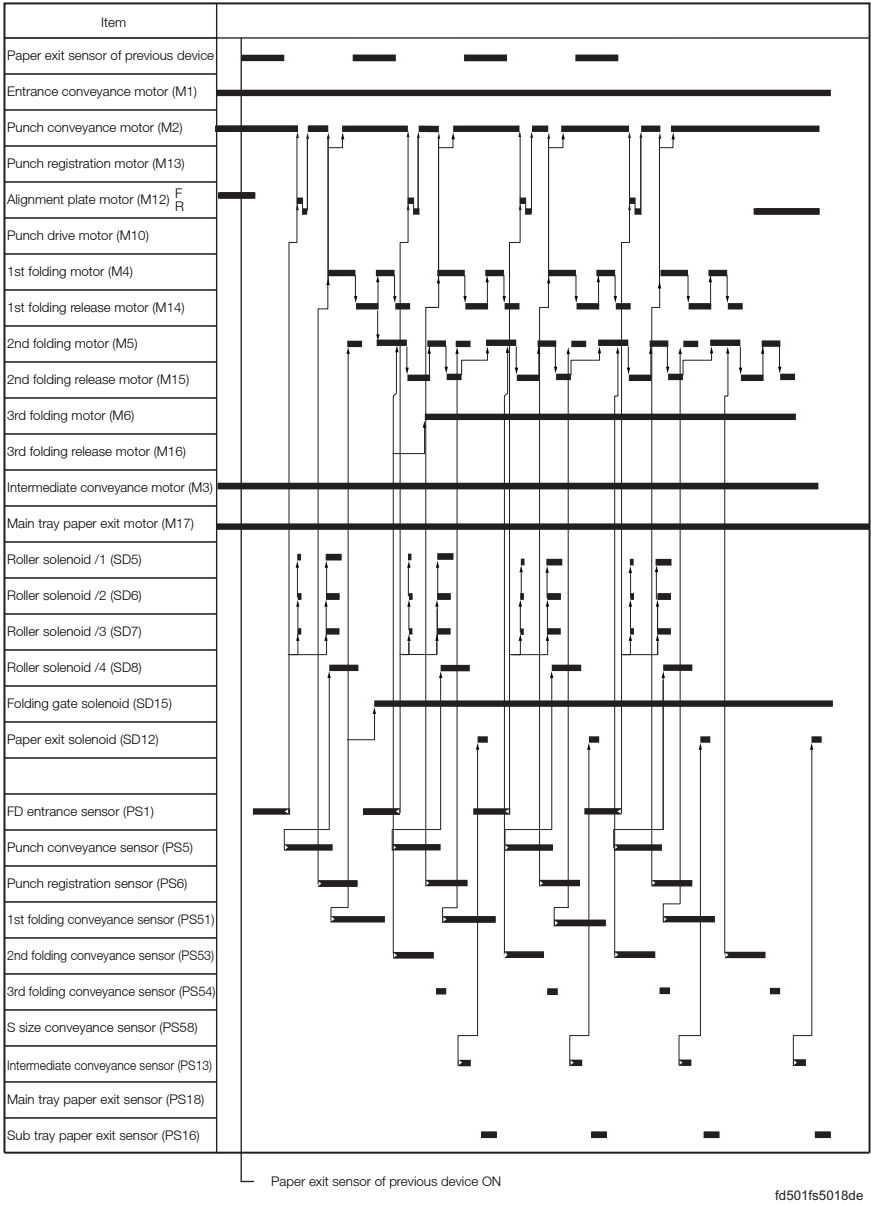 Item
Paper exit sensor of previous device
Entrance conveyance motor (M1)
Punch conveyance motor (M2)
Punch registration motor (M13)
Alignment plate motor (M12) F
R
Punch drive motor (M10)
1st folding motor (M4)
1st folding release motor (M14)
2nd folding motor (M5)
2nd folding release motor (M15)
3rd folding motor (M6)
3rd folding release motor (M16)
Intermediate conveyance motor (M3)
Main tray paper exit motor (M17)
Roller solenoid /1 (SD5)
Roller solenoid /2 (SD6)
Roller solenoid /3 (SD7)
Roller solenoid /4 (SD8)
Folding gate solenoid (SD15)
Paper exit solenoid (SD12)
FD entrance sensor (PS1)
Punch conveyance sensor (PS5)
Punch registration sensor (PS6)
1st folding conveyance sensor (PS51)
2nd folding conveyance sensor (PS53)
3rd folding conveyance sensor (PS54)
S size conveyance sensor (PS58)
Intermediate conveyance sensor (PS13)
Main tray paper exit sensor (PS18)
Sub tray paper exit sensor (PS16)
Paper exit sensor of previous device ON
fd501fs5018de